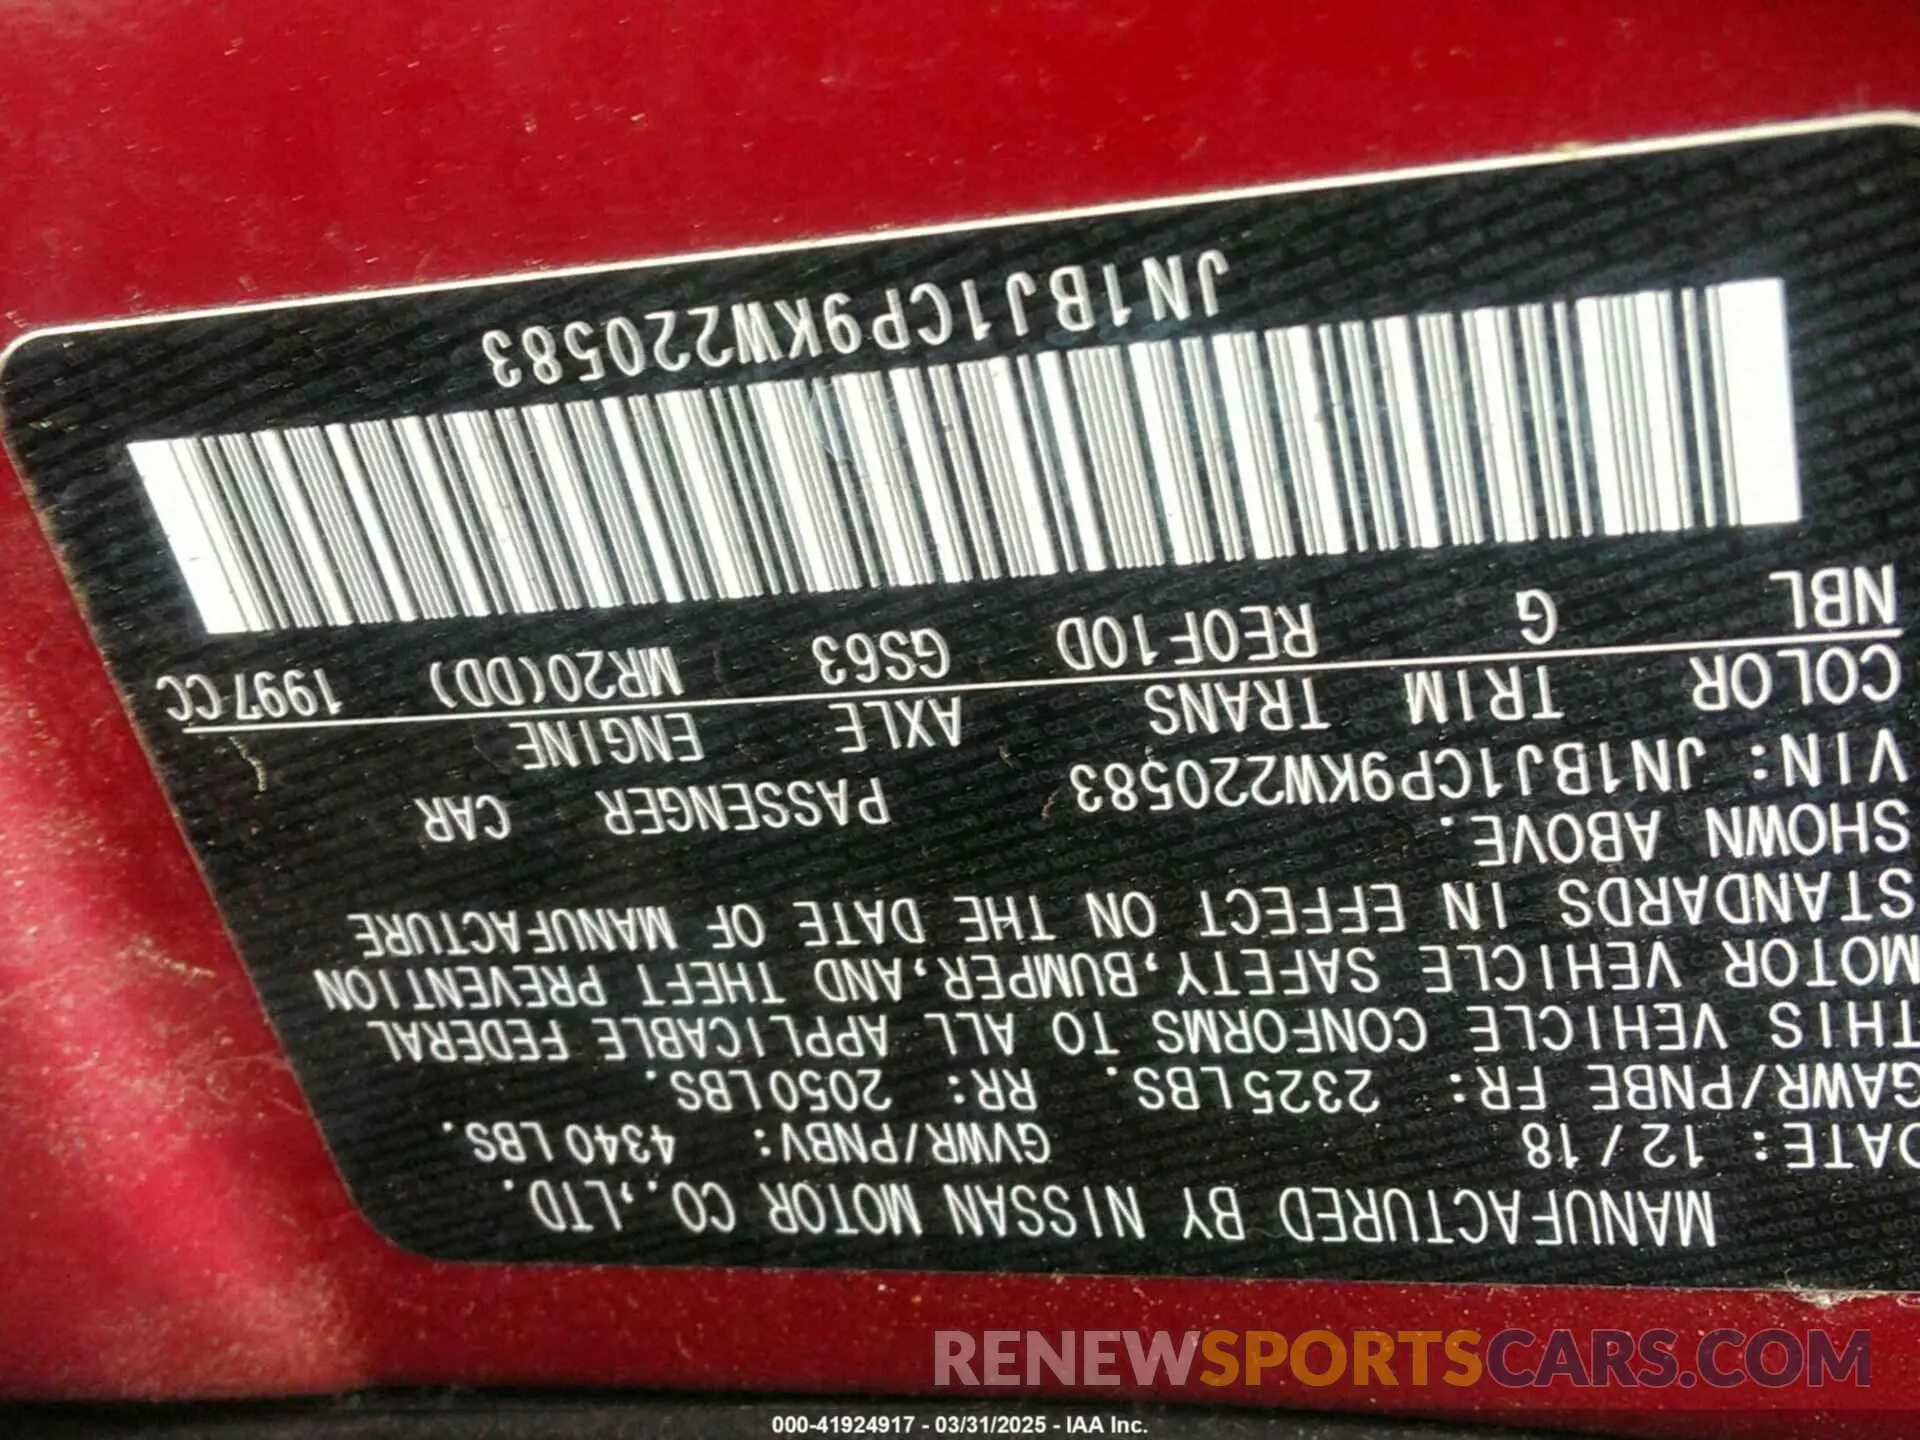 MANUFACTURED BY NISSAN MOTOR CO.,LTD.
DATE: 12/18 GVWR/PNBV: 4340LBS.
GAWR/PNBE FR: 2325LBS. RR: 2050LBS.
THIS VEHICLE CONFORMS TO ALL APPLICABLE FEDERAL
MOTOR VEHICLE SAFETY,BUMPER,AND THEFT PREVENTION
STANDARDS IN EFFECT ON THE DATE OF MANUFACTURE
SHOWN ABOVE.
VIN: JN1BJ1CP9KW220583 PASSENGER CAR
COLOR TRIM TRANS AXLE ENGINE
NBL G RE0F10D GS63 MR20(DD) 1997CC
JN1BJ1CP9KW220583
RENEWSPORTSCARS.COM
000-41924917 - 03/31/2025 - IAA Inc.